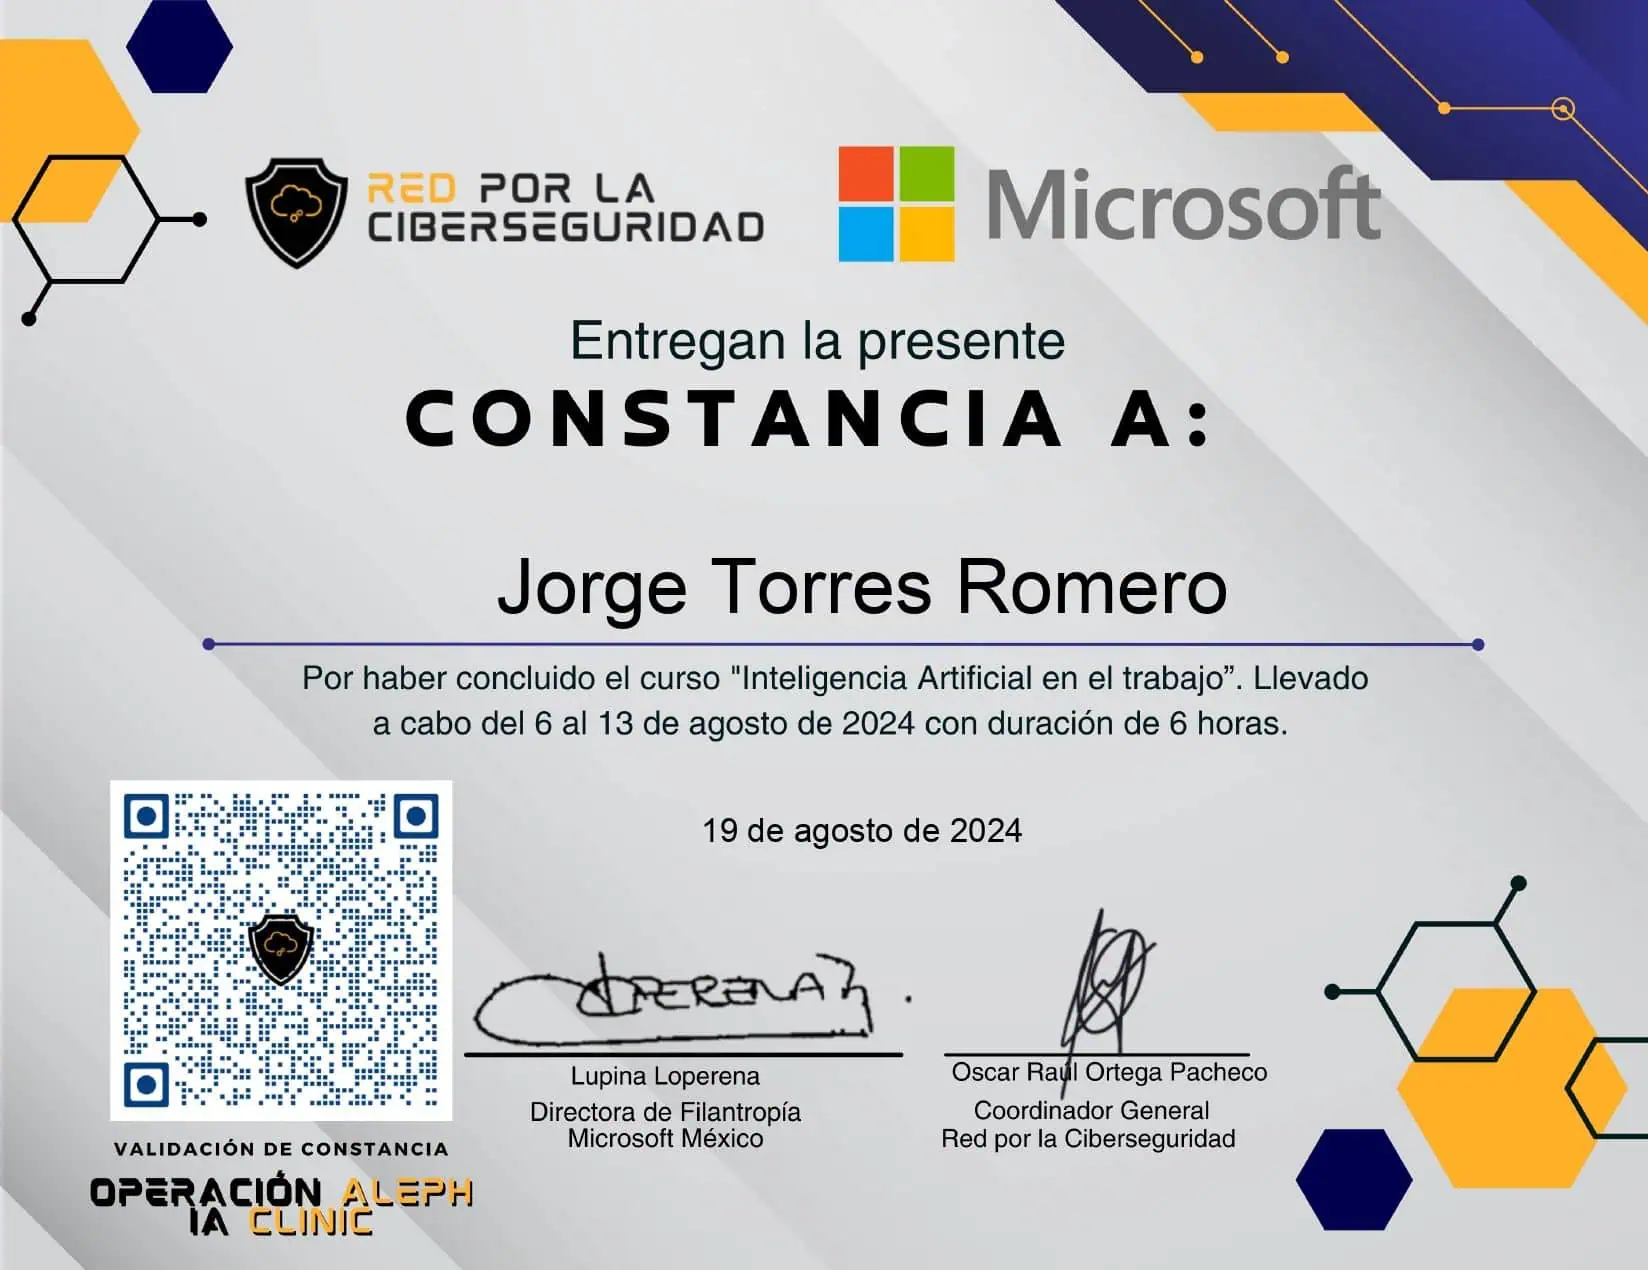 RED POR LA
CIBERSEGURIDAD
Microsoft
Entregan la presente
CONSTANCIA A:
Jorge Torres Romero
Por haber concluido el curso "Inteligencia Artificial en el trabajo”. Llevado
a cabo del 6 al 13 de agosto de 2024 con duración de 6 horas.
19 de agosto de 2024
LOPERENA
Lupina Loperena
Directora de Filantropía
Microsoft México
Oscar Raúl Ortega Pacheco
Coordinador General
Red por la Ciberseguridad
VALIDACIÓN DE CONSTANCIA
OPERACIÓN ALEPH
IA CLINIC